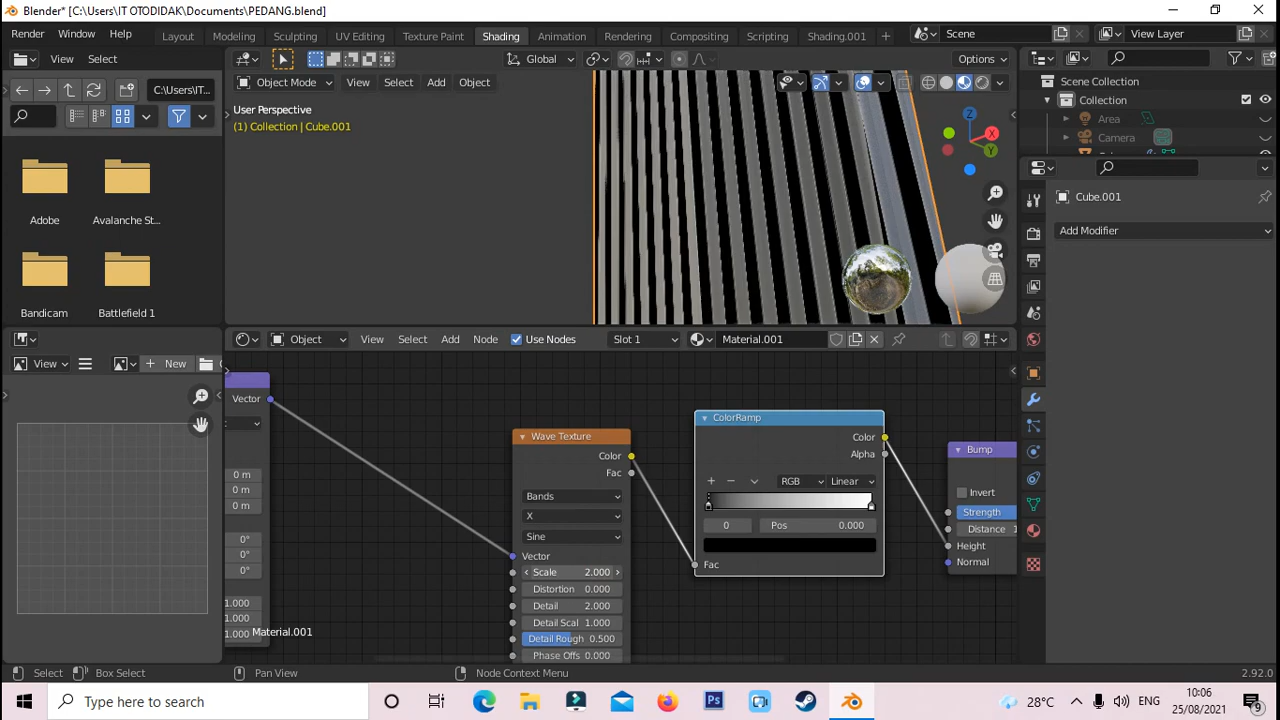 Blender* [C:\Users\IT OTODIDAK\Documents\PEDANG.blend]
Render Window Help Layout Modeling Sculpting UV Editing Texture Paint Shading Animation Rendering Compositing Scripting Shading.001 Scene View Layer
View Select Global Options
C:\IT... Object Mode View Select Add Object
User Perspective
(1) Collection | Cube.001
Scene Collection
Collection
Area
Camera
X
Y
Z
Adobe Avalanche St...
Bandicam Battlefield 1
Cube.001
Add Modifier
Object View Select Add Node Use Nodes Slot 1 Material.001
View New
Vector
0 m
0 m
0 m
0°
0°
0°
1.000
1.000
1.000
Material.001
Wave Texture
Color
Fac
Bands
X
Sine
Vector
Scale 2.000
Distortion 0.000
Detail 2.000
Detail Scal 1.000
Detail Rough 0.500
Phase Offs 0.000
ColorRamp
Color
Alpha
RGB Linear
0 Pos 0.000
Fac
Bump
Invert
Strength
Distance 1
Height
Normal
Select Box Select Pan View Node Context Menu 2.92.0
Type here to search 28°C ENG 10:06
25/08/2021 9